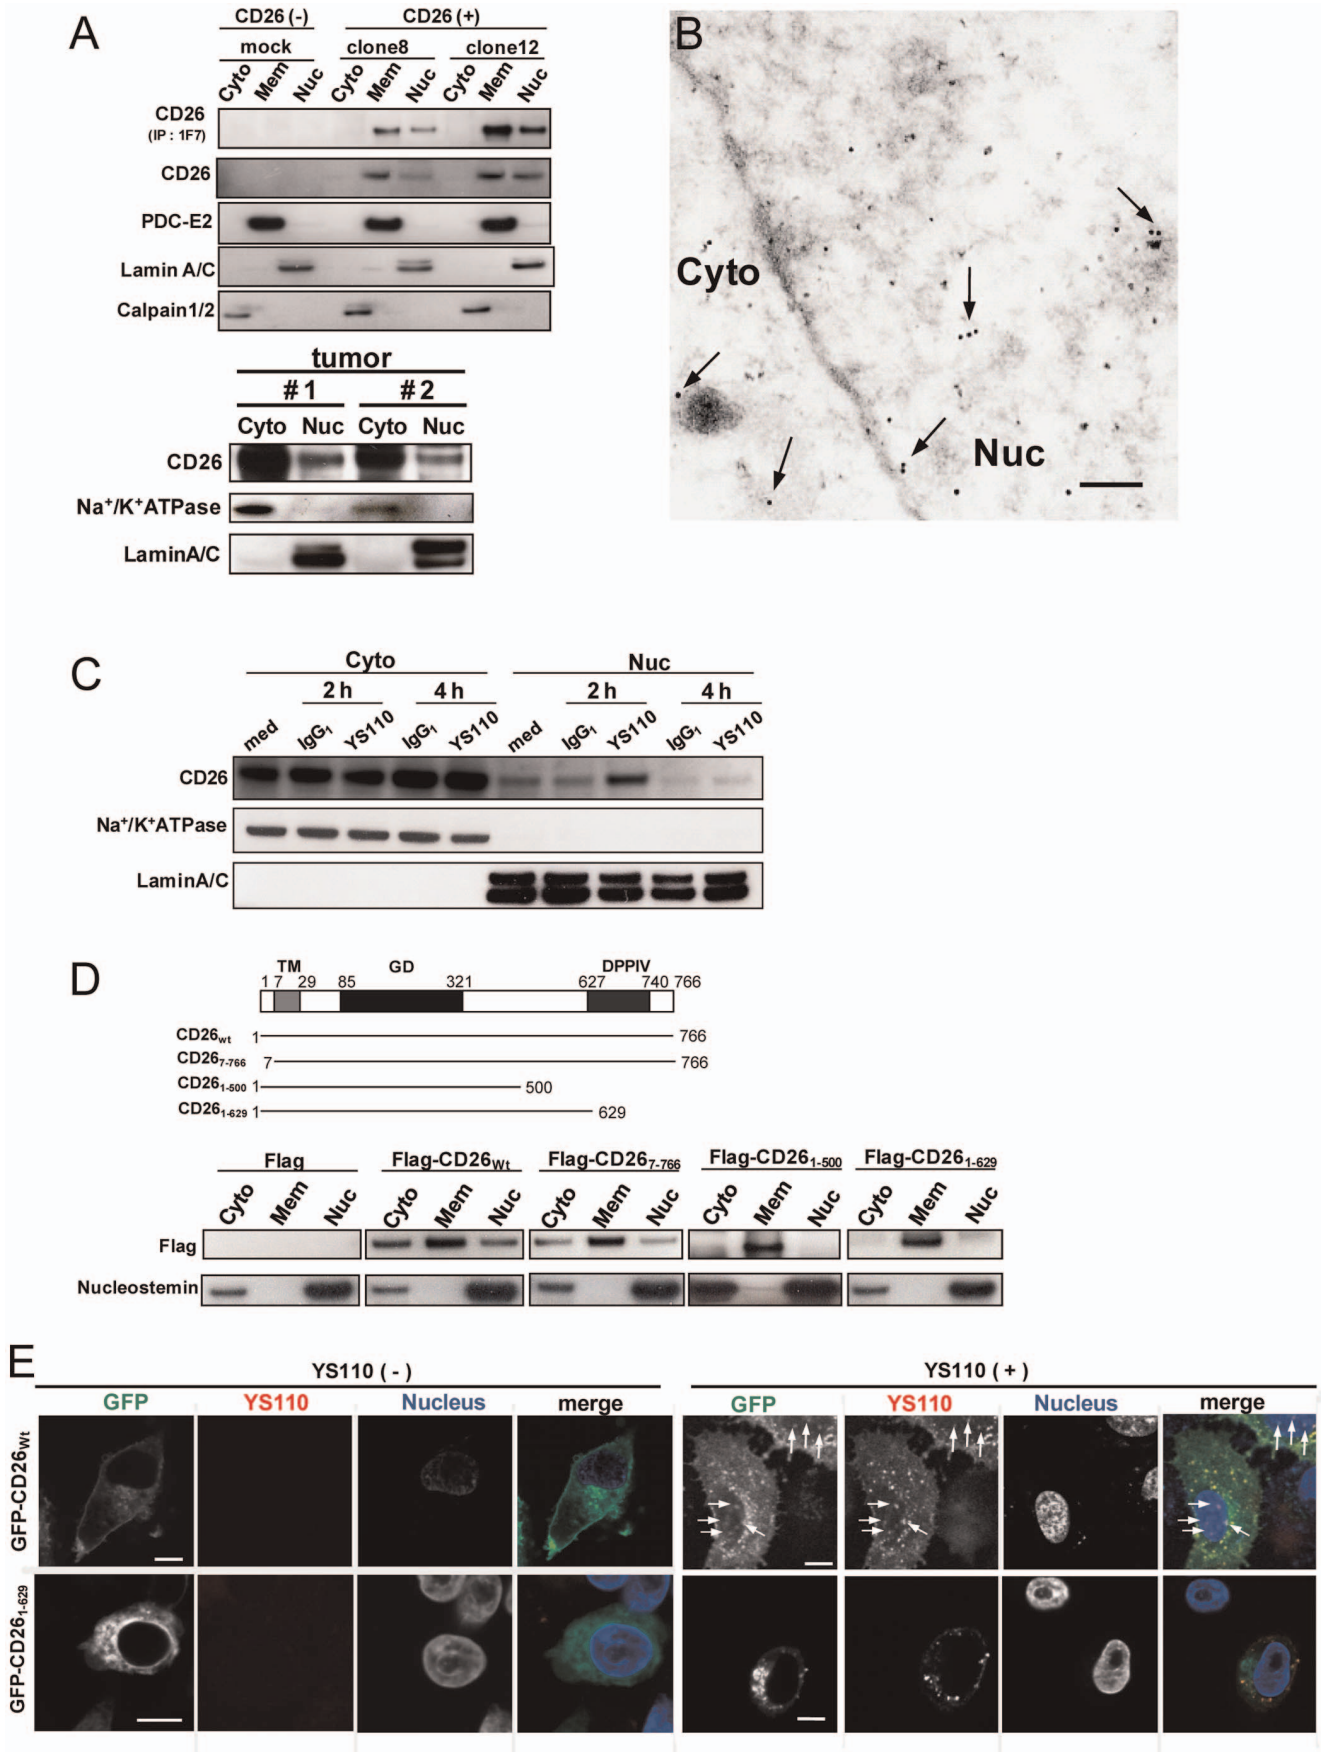 A
CD26 (-) CD26 (+)
mock clone8 clone12
Cyto Mem Nuc Cyto Mem Nuc Cyto Mem Nuc
CD26
(IP : 1F7)
CD26
PDC-E2
Lamin A/C
Calpain1/2
tumor
#1 #2
Cyto Nuc Cyto Nuc
CD26
Na+/K+ATPase
LaminA/C
B
Cyto
Nuc
C
Cyto Nuc
2 h 4 h 2 h 4 h
med IgG1 YS110 IgG1 YS110 med IgG1 YS110 IgG1 YS110
CD26
Na+/K+ATPase
LaminA/C
D
TM GD DPPIV
1 7 29 85 321 627 740 766
CD26wt 1 766
CD267-766 7 766
CD261-500 1 500
CD261-629 1 629
Flag Flag-CD26Wt Flag-CD267-766 Flag-CD261-500 Flag-CD261-629
Cyto Mem Nuc Cyto Mem Nuc Cyto Mem Nuc Cyto Mem Nuc Cyto Mem Nuc
Flag
Nucleostemin
E
YS110 ( - ) YS110 ( + )
GFP YS110 Nucleus merge GFP YS110 Nucleus merge
GFP-CD26Wt
GFP-CD261-629